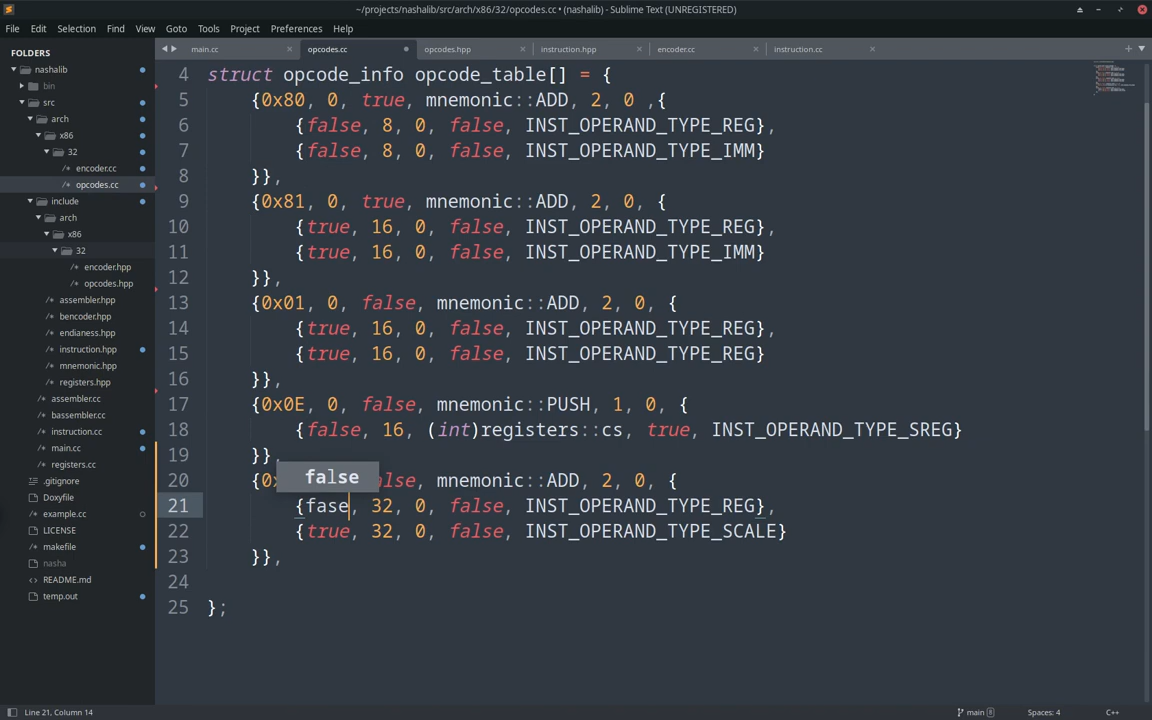 ~/projects/nashalib/src/arch/x86/32/opcodes.cc • (nashalib) - Sublime Text (UNREGISTERED)
File Edit Selection Find View Goto Tools Project Preferences Help
FOLDERS
nashalib
bin
src
arch
x86
32
encoder.cc
opcodes.cc
include
arch
x86
32
encoder.hpp
opcodes.hpp
assembler.hpp
bencoder.hpp
endianess.hpp
instruction.hpp
mnemonic.hpp
registers.hpp
assembler.cc
bassembler.cc
instruction.cc
main.cc
registers.cc
.gitignore
Doxyfile
example.cc
LICENSE
makefile
nasha
README.md
temp.out
main.cc opcodes.cc opcodes.hpp instruction.hpp encoder.cc instruction.cc
4 struct opcode_info opcode_table[] = {
5 {0x80, 0, true, mnemonic::ADD, 2, 0 ,{
6 {false, 8, 0, false, INST_OPERAND_TYPE_REG},
7 {false, 8, 0, false, INST_OPERAND_TYPE_IMM}
8 }},
9 {0x81, 0, true, mnemonic::ADD, 2, 0, {
10 {true, 16, 0, false, INST_OPERAND_TYPE_REG},
11 {true, 16, 0, false, INST_OPERAND_TYPE_IMM}
12 }},
13 {0x01, 0, false, mnemonic::ADD, 2, 0, {
14 {true, 16, 0, false, INST_OPERAND_TYPE_REG},
15 {true, 16, 0, false, INST_OPERAND_TYPE_REG}
16 }},
17 {0x0E, 0, false, mnemonic::PUSH, 1, 0, {
18 {false, 16, (int)registers::cs, true, INST_OPERAND_TYPE_SREG}
19 }},
false
20 mnemonic::ADD, 2, 0, {
21 {fase, 32, 0, false, INST_OPERAND_TYPE_REG},
22 {true, 32, 0, false, INST_OPERAND_TYPE_SCALE}
23 }},
24
25 };
Line 21, Column 14 main 8 Spaces: 4 C++